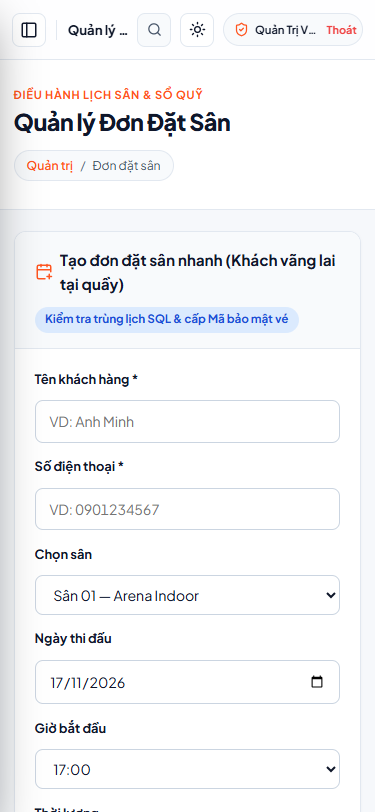 Quản lý ...
Quản Trị V...
Thoát
ĐIỀU HÀNH LỊCH SÂN & SỔ QUỸ
Quản lý Đơn Đặt Sân
Quản trị / Đơn đặt sân
Tạo đơn đặt sân nhanh (Khách vãng lai
tại quầy)
Kiểm tra trùng lịch SQL & cấp Mã bảo mật vé
Tên khách hàng *
VD: Anh Minh
Số điện thoại *
VD: 0901234567
Chọn sân
Sân 01 — Arena Indoor
Ngày thi đấu
17/11/2026
Giờ bắt đầu
17:00
Thời lượng